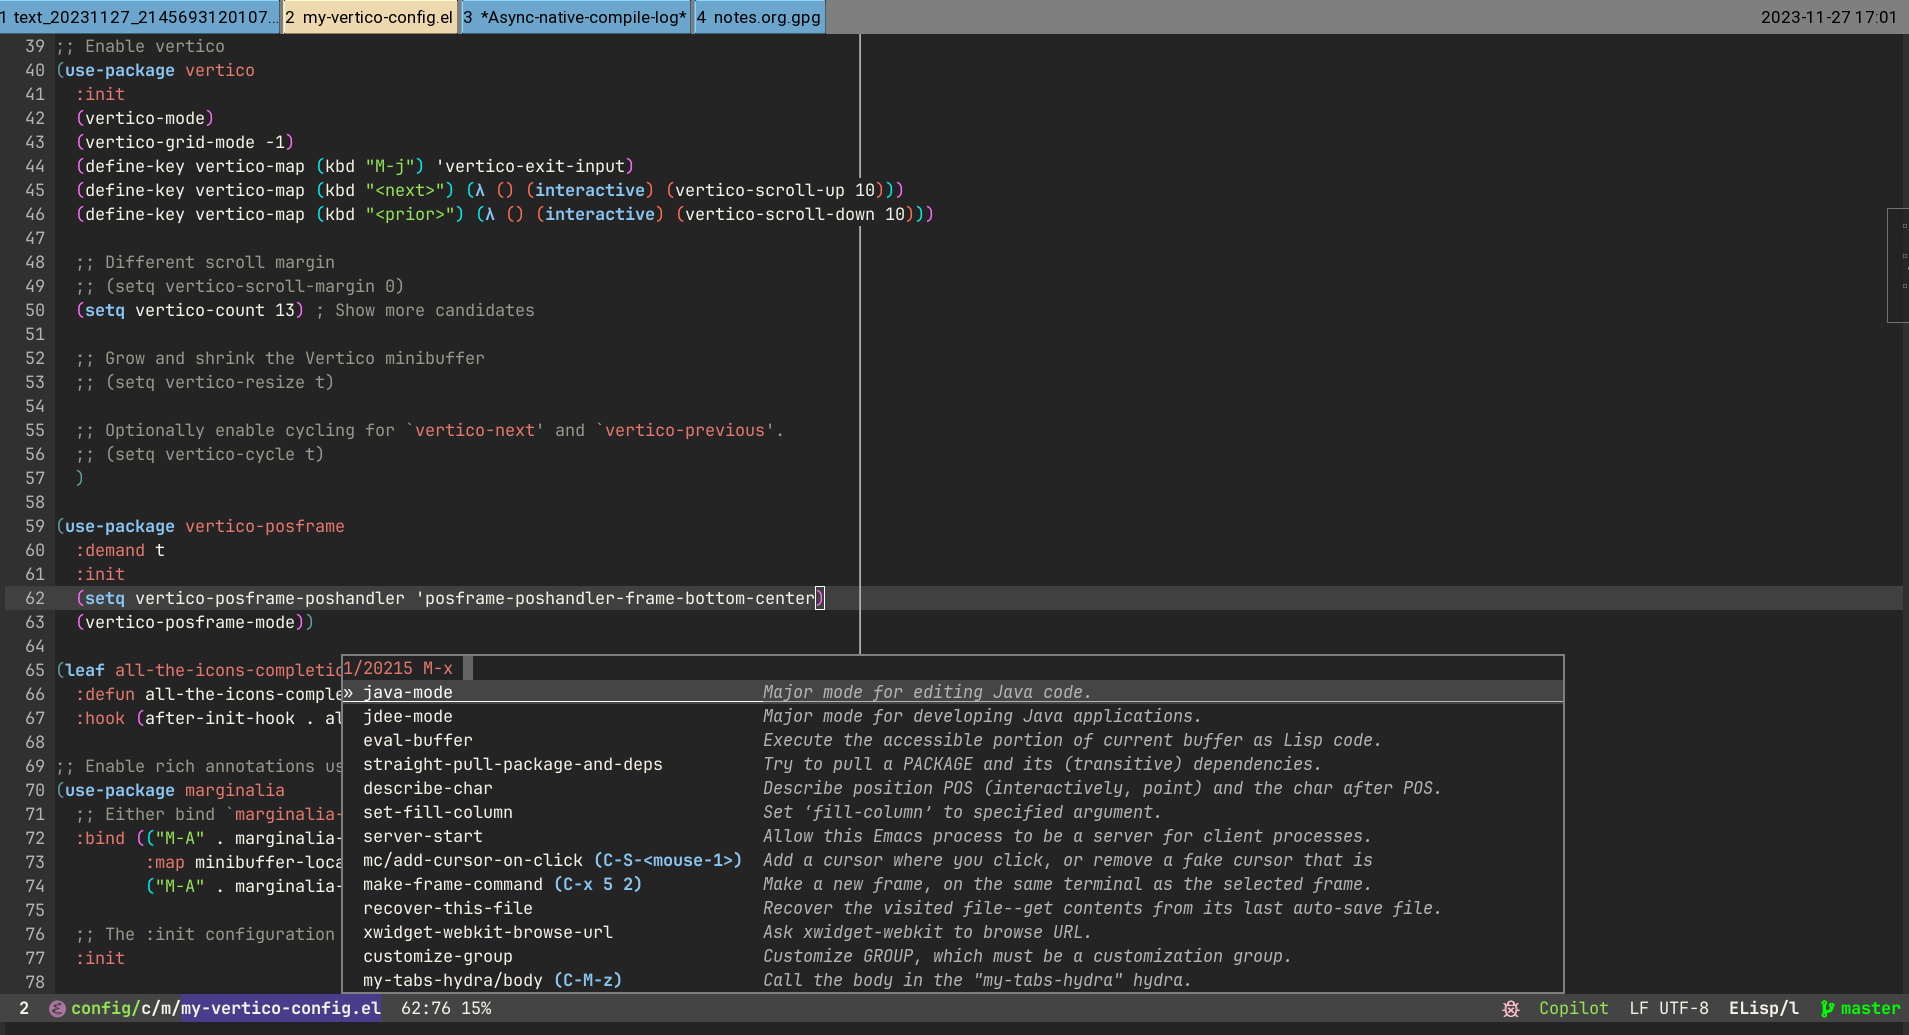 1 text_20231127_2145693120107... 2 my-vertico-config.el 3 *Async-native-compile-log* 4 notes.org.gpg 2023-11-27 17:01
39 ;; Enable vertico
40 (use-package vertico
41 :init
42 (vertico-mode)
43 (vertico-grid-mode -1)
44 (define-key vertico-map (kbd "M-j") 'vertico-exit-input)
45 (define-key vertico-map (kbd "<next>") (λ () (interactive) (vertico-scroll-up 10)))
46 (define-key vertico-map (kbd "<prior>") (λ () (interactive) (vertico-scroll-down 10)))
47
48 ;; Different scroll margin
49 ;; (setq vertico-scroll-margin 0)
50 (setq vertico-count 13) ; Show more candidates
51
52 ;; Grow and shrink the Vertico minibuffer
53 ;; (setq vertico-resize t)
54
55 ;; Optionally enable cycling for `vertico-next' and `vertico-previous'.
56 ;; (setq vertico-cycle t)
57 )
58
59 (use-package vertico-posframe
60 :demand t
61 :init
62 (setq vertico-posframe-poshandler 'posframe-poshandler-frame-bottom-center)
63 (vertico-posframe-mode))
64
65 (leaf all-the-icons-completio
66 :defun all-the-icons-comple
67 :hook (after-init-hook . al
68
69 ;; Enable rich annotations us
70 (use-package marginalia
71 ;; Either bind `marginalia-
72 :bind (("M-A" . marginalia-
73 :map minibuffer-loca
74 ("M-A" . marginalia-
75
76 ;; The :init configuration
77 :init
78
1/20215 M-x
» java-mode Major mode for editing Java code.
jdee-mode Major mode for developing Java applications.
eval-buffer Execute the accessible portion of current buffer as Lisp code.
straight-pull-package-and-deps Try to pull a PACKAGE and its (transitive) dependencies.
describe-char Describe position POS (interactively, point) and the char after POS.
set-fill-column Set ‘fill-column’ to specified argument.
server-start Allow this Emacs process to be a server for client processes.
mc/add-cursor-on-click (C-S-<mouse-1>) Add a cursor where you click, or remove a fake cursor that is
make-frame-command (C-x 5 2) Make a new frame, on the same terminal as the selected frame.
recover-this-file Recover the visited file--get contents from its last auto-save file.
xwidget-webkit-browse-url Ask xwidget-webkit to browse URL.
customize-group Customize GROUP, which must be a customization group.
my-tabs-hydra/body (C-M-z) Call the body in the "my-tabs-hydra" hydra.
2 config/c/m/my-vertico-config.el 62:76 15% Copilot LF UTF-8 ELisp/l master